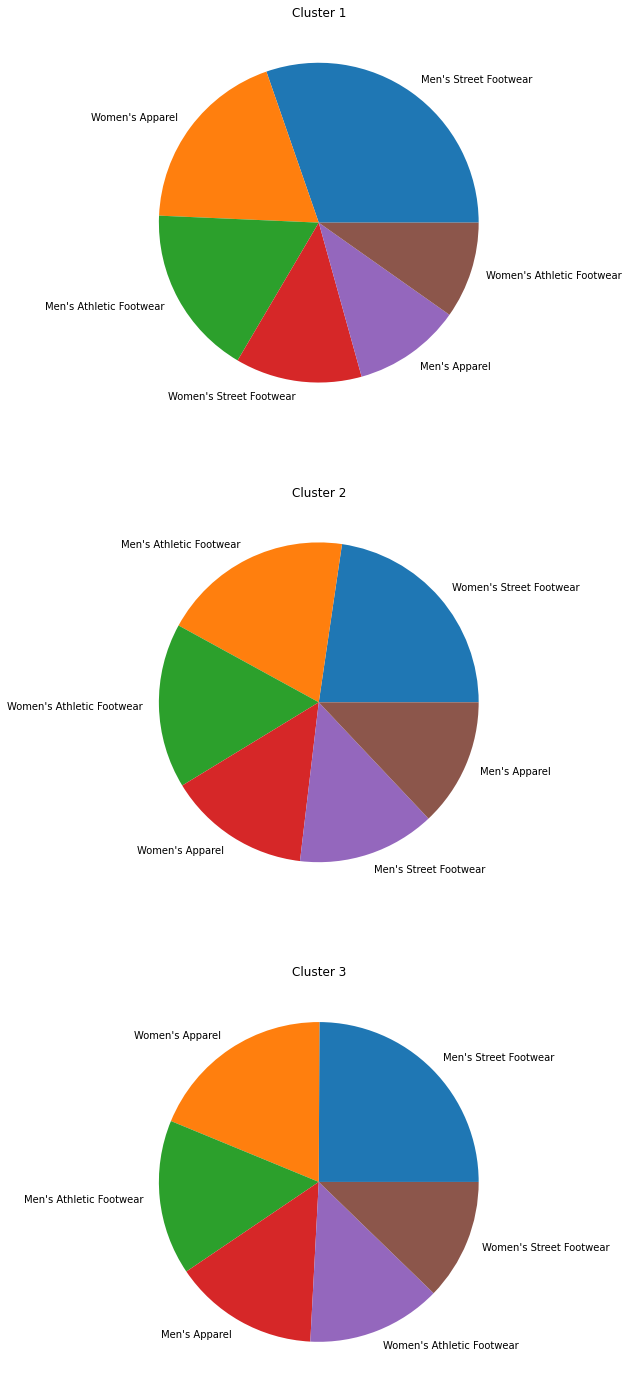 Cluster 1
Men's Street Footwear
Women's Apparel
Men's Athletic Footwear
Women's Street Footwear
Men's Apparel
Women's Athletic Footwear
Cluster 2
Women's Street Footwear
Men's Athletic Footwear
Women's Athletic Footwear
Women's Apparel
Men's Street Footwear
Men's Apparel
Cluster 3
Men's Street Footwear
Women's Apparel
Men's Athletic Footwear
Men's Apparel
Women's Athletic Footwear
Women's Street Footwear